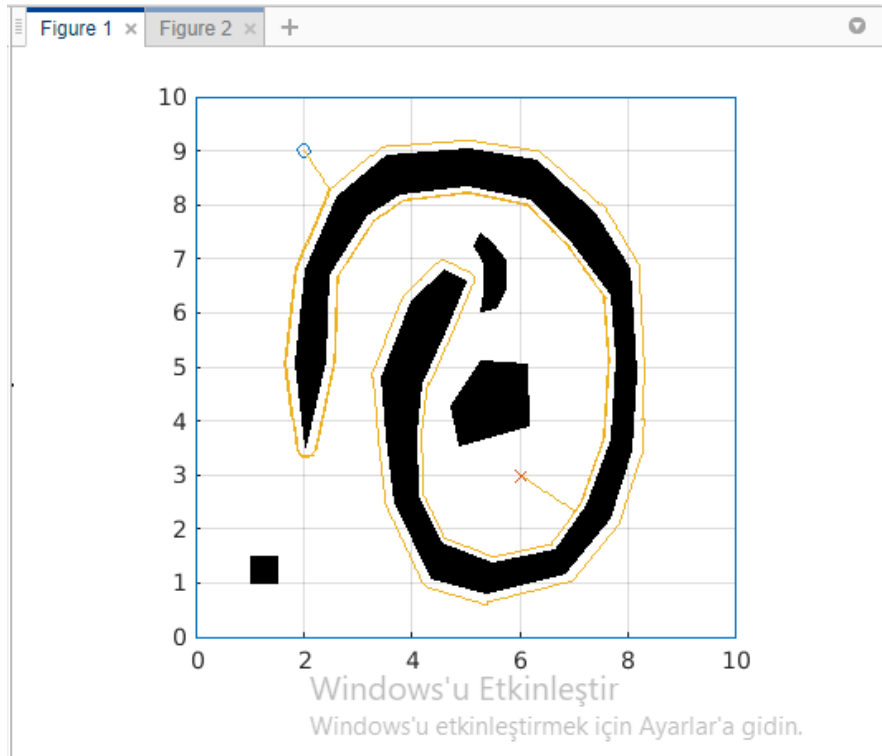 Figure 1 × Figure 2 × +
10
9
8
7
6
5
4
3
2
1
0
0 2 4 6 8 10
Windows'u Etkinleştir
Windows'u etkinleştirmek için Ayarlar'a gidin.